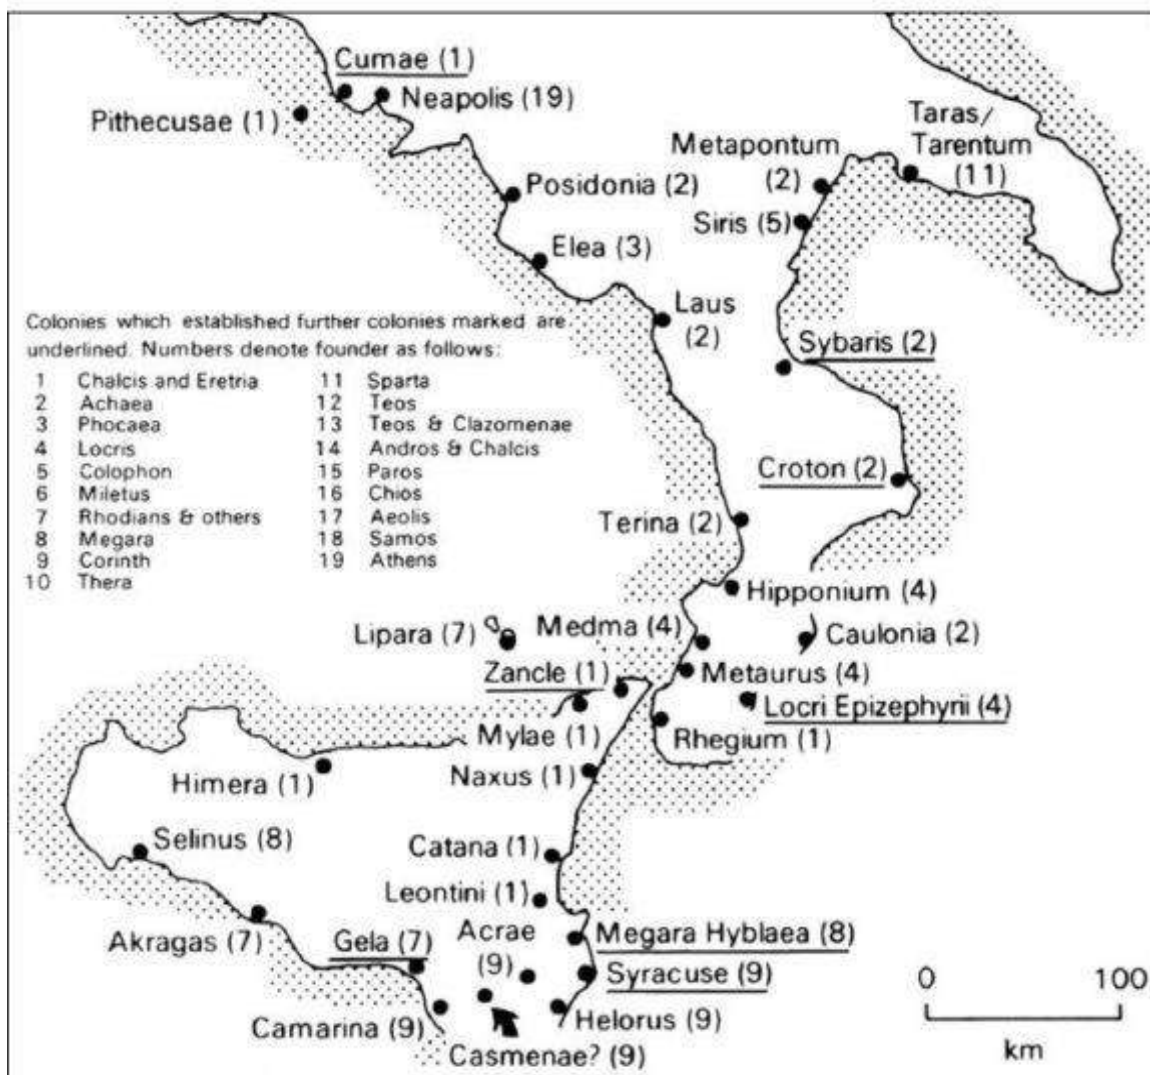 Cumae (1)
Neapolis (19)
Pithecusae (1)
Taras/
Tarentum
(11)
Metapontum
(2)
Posidonia (2)
Siris (5)
Elea (3)
Laus
(2)
Colonies which established further colonies marked are
underlined. Numbers denote founder as follows:
1 Chalcis and Eretria
2 Achaea
3 Phocaea
4 Locris
5 Colophon
6 Miletus
7 Rhodians & others
8 Megara
9 Corinth
10 Thera
11 Sparta
12 Teos
13 Teos & Clazomenae
14 Andros & Chalcis
15 Paros
16 Chios
17 Aeolis
18 Samos
19 Athens
Sybaris (2)
Croton (2)
Terina (2)
Hipponium (4)
Lipara (7)
Medma (4)
Caulonia (2)
Zancle (1)
Metaurus (4)
Locri Epizephyrii (4)
Mylae (1)
Rhegium (1)
Himera (1)
Naxus (1)
Selinus (8)
Catana (1)
Leontini (1)
Akragas (7)
Gela (7)
Acrae
(9)
Megara Hyblaea (8)
Syracuse (9)
Camarina (9)
Helorus (9)
Casmenae? (9)
0 100
km